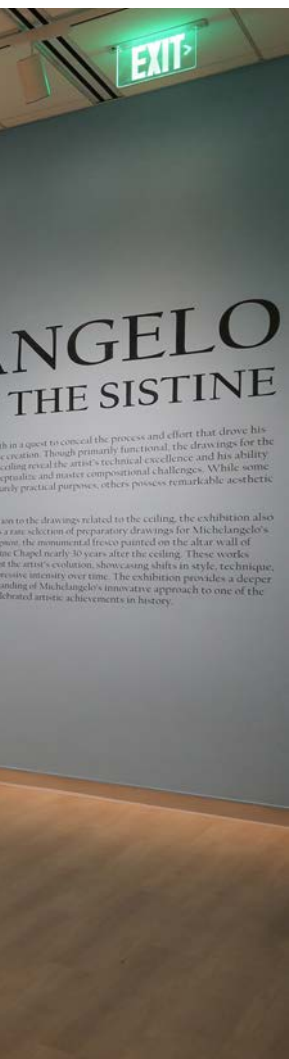 EXIT
ANGELO
THE SISTINE
in a quest to conceal the process and effort that drove his
creation. Though primarily functional, the drawings for the
ceiling reveal the artist's technical excellence and his ability
and master compositional challenges. While some
practical purposes, others possess remarkable aesthetic
to the drawings related to the ceiling, the exhibition also
a rare selection of preparatory drawings for Michelangelo's
the monumental fresco painted on the altar wall of
Chapel nearly 30 years after the ceiling. These works
the artist's evolution, showcasing shifts in style, technique,
intensity over time. The exhibition provides a deeper
of Michelangelo's innovative approach to one of the
artistic achievements in history.